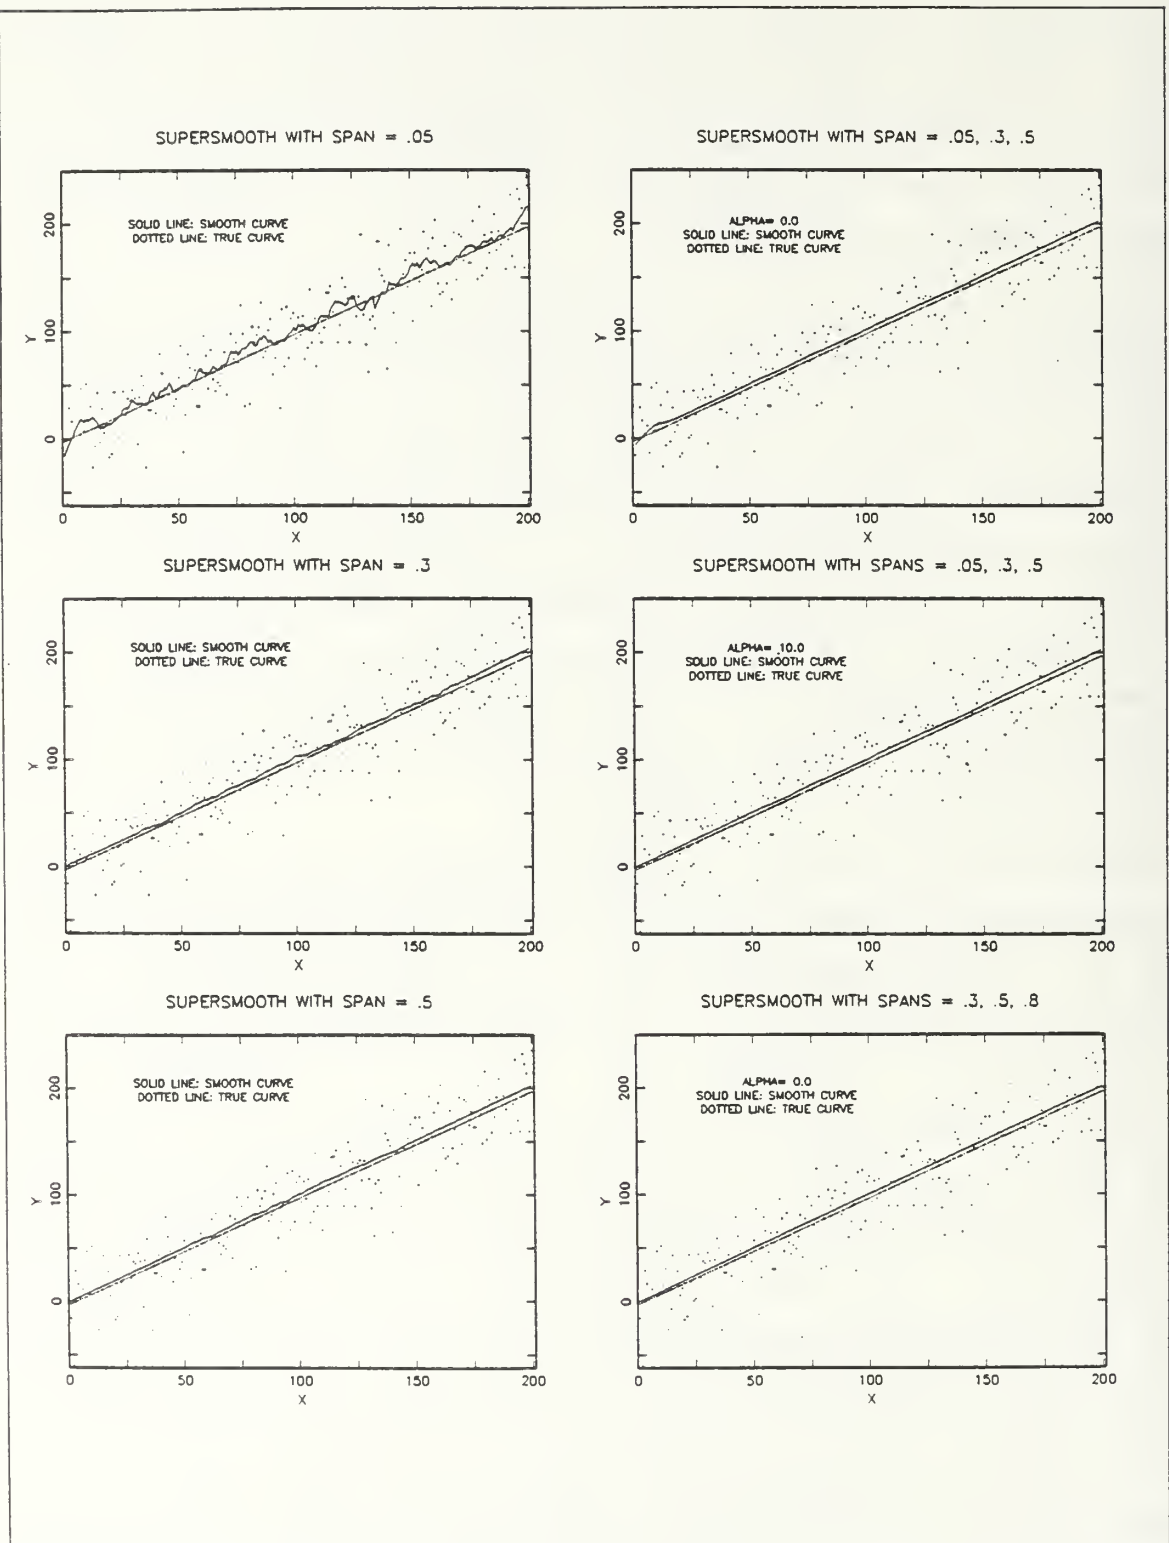 SUPERSMOOTH WITH SPAN = .05
SOLID LINE: SMOOTH CURVE
DOTTED LINE: TRUE CURVE
200
100
0
Y
0 50 100 150 200
X
SUPERSMOOTH WITH SPAN = .05, .3, .5
ALPHA= 0.0
SOLID LINE: SMOOTH CURVE
DOTTED LINE: TRUE CURVE
200
100
0
Y
0 50 100 150 200
X
SUPERSMOOTH WITH SPAN = .3
SOLID LINE: SMOOTH CURVE
DOTTED LINE: TRUE CURVE
200
100
0
Y
0 50 100 150 200
X
SUPERSMOOTH WITH SPANS = .05, .3, .5
ALPHA= 10.0
SOLID LINE: SMOOTH CURVE
DOTTED LINE: TRUE CURVE
200
100
0
Y
0 50 100 150 200
X
SUPERSMOOTH WITH SPAN = .5
SOLID LINE: SMOOTH CURVE
DOTTED LINE: TRUE CURVE
200
100
0
Y
0 50 100 150 200
X
SUPERSMOOTH WITH SPANS = .3, .5, .8
ALPHA= 0.0
SOLID LINE: SMOOTH CURVE
DOTTED LINE: TRUE CURVE
200
100
0
Y
0 50 100 150 200
X